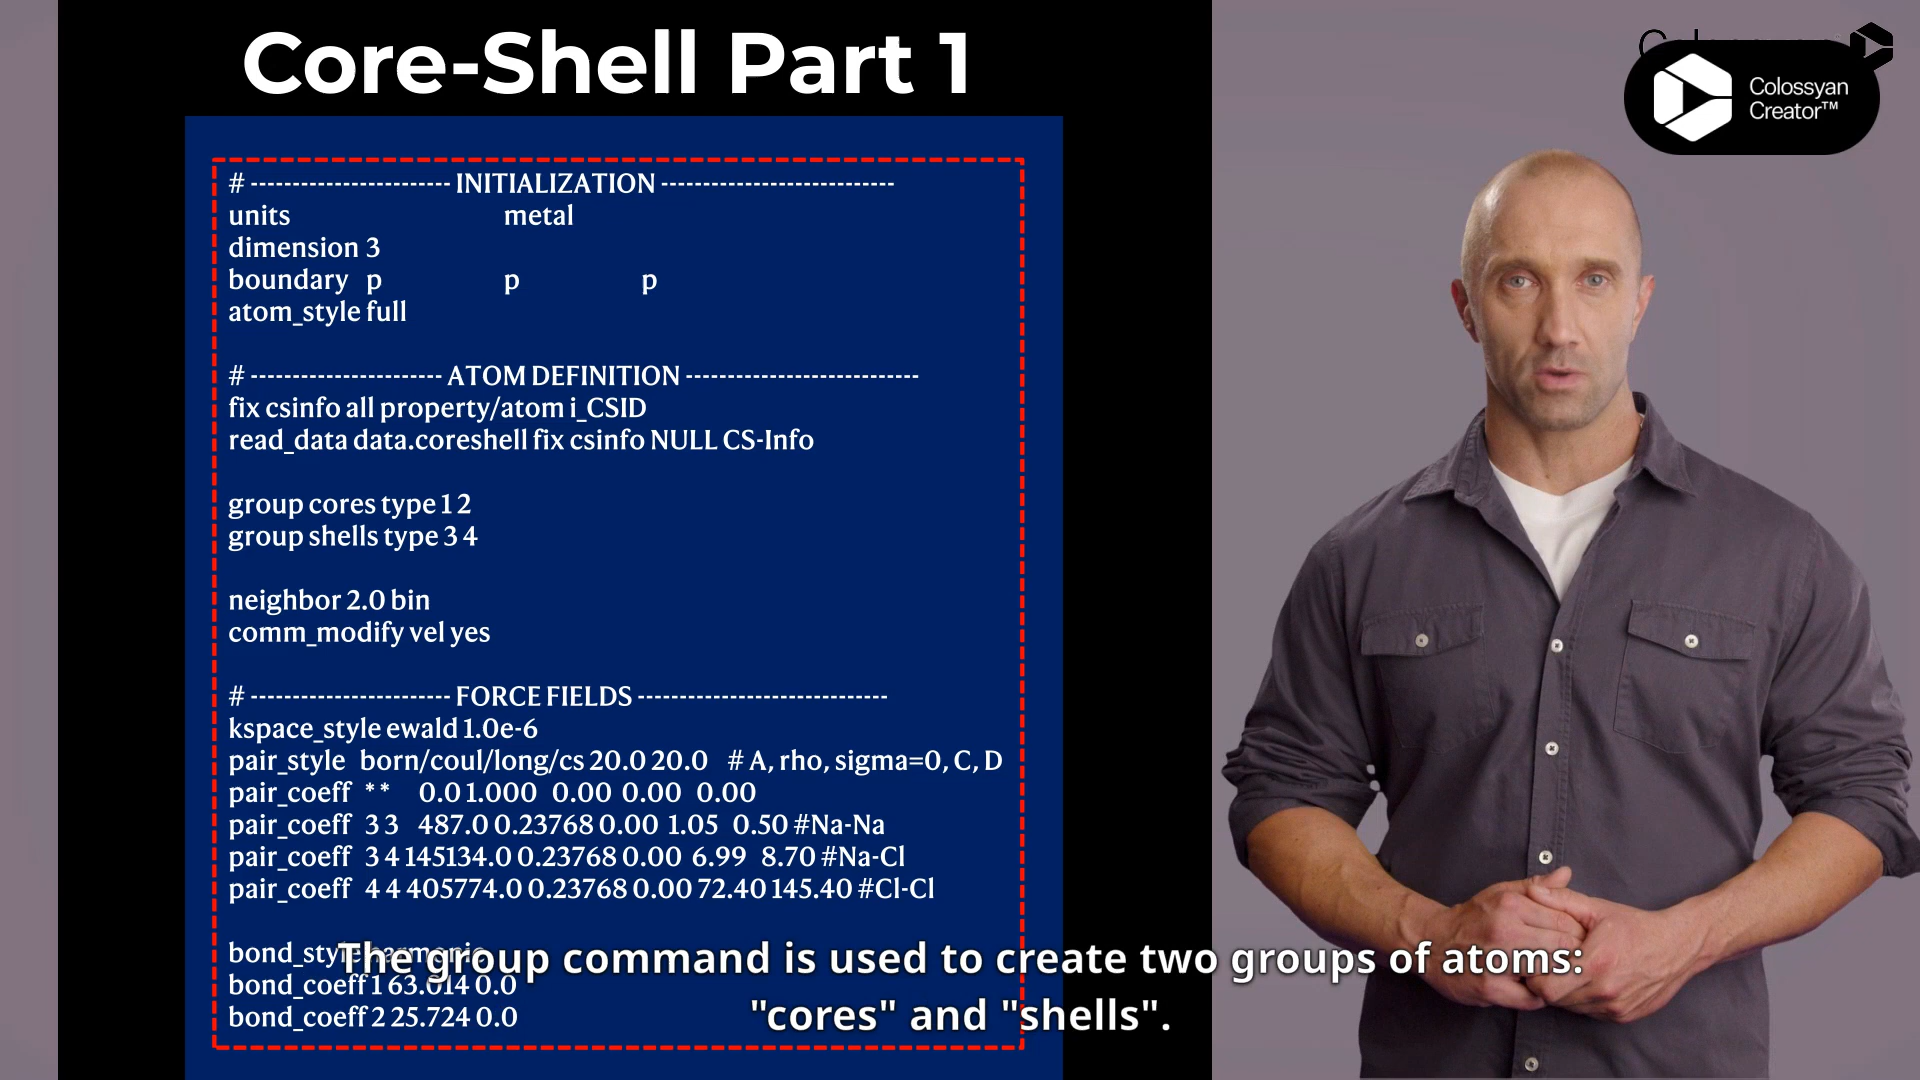 Core-Shell Part 1
Colossyan
Creator™
# ------------------------ INITIALIZATION ----------------------------
units metal
dimension 3
boundary p p p
atom_style full
# ----------------------- ATOM DEFINITION ----------------------------
fix csinfo all property/atom i_CSID
read_data data.coreshell fix csinfo NULL CS-Info
group cores type 1 2
group shells type 3 4
neighbor 2.0 bin
comm_modify vel yes
# ------------------------ FORCE FIELDS ------------------------------
kspace_style ewald 1.0e-6
pair_style born/coul/long/cs 20.0 20.0 # A, rho, sigma=0, C, D
pair_coeff * * 0.0 1.000 0.00 0.00 0.00
pair_coeff 3 3 487.0 0.23768 0.00 1.05 0.50 #Na-Na
pair_coeff 3 4 145134.0 0.23768 0.00 6.99 8.70 #Na-Cl
pair_coeff 4 4 405774.0 0.23768 0.00 72.40 145.40 #Cl-Cl
bond_style harmonic
bond_coeff 1 63.014 0.0
bond_coeff 2 25.724 0.0
The group command is used to create two groups of atoms:
"cores" and "shells".